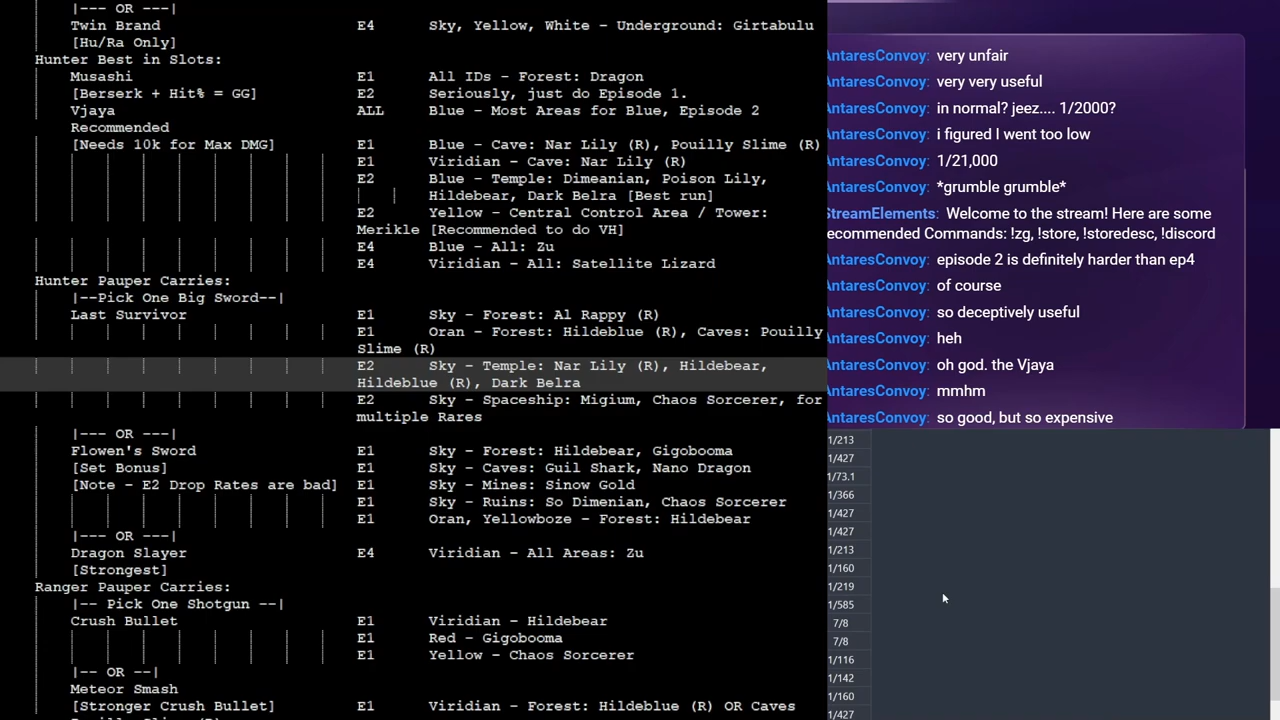 |--- OR ---|
Twin Brand E4 Sky, Yellow, White - Underground: Girtabulu
[Hu/Ra Only]
Hunter Best in Slots:
Musashi E1 All IDs - Forest: Dragon
[Berserk + Hit% = GG] E2 Seriously, just do Episode 1.
Vjaya ALL Blue - Most Areas for Blue, Episode 2
Recommended
[Needs 10k for Max DMG] E1 Blue - Cave: Nar Lily (R), Pouilly Slime (R)
E1 Viridian - Cave: Nar Lily (R)
E2 Blue - Temple: Dimeanian, Poison Lily,
Hildebear, Dark Belra [Best run]
E2 Yellow - Central Control Area / Tower:
Merikle [Recommended to do VH]
E4 Blue - All: Zu
E4 Viridian - All: Satellite Lizard
Hunter Pauper Carries:
|--Pick One Big Sword--|
Last Survivor E1 Sky - Forest: Al Rappy (R)
E1 Oran - Forest: Hildeblue (R), Caves: Pouilly
Slime (R)
E2 Sky - Temple: Nar Lily (R), Hildebear,
Hildeblue (R), Dark Belra
E2 Sky - Spaceship: Migium, Chaos Sorcerer, for
multiple Rares
|--- OR ---|
Flowen's Sword E1 Sky - Forest: Hildebear, Gigobooma
[Set Bonus] E1 Sky - Caves: Guil Shark, Nano Dragon
[Note - E2 Drop Rates are bad] E1 Sky - Mines: Sinow Gold
E1 Sky - Ruins: So Dimenian, Chaos Sorcerer
E1 Oran, Yellowboze - Forest: Hildebear
|--- OR ---|
Dragon Slayer E4 Viridian - All Areas: Zu
[Strongest]
Ranger Pauper Carries:
|-- Pick One Shotgun --|
Crush Bullet E1 Viridian - Hildebear
E1 Red - Gigobooma
E1 Yellow - Chaos Sorcerer
|-- OR --|
Meteor Smash
[Stronger Crush Bullet] E1 Viridian - Forest: Hildeblue (R) OR Caves
AntaresConvoy: very unfair
AntaresConvoy: very very useful
AntaresConvoy: in normal? jeez.... 1/2000?
AntaresConvoy: i figured I went too low
AntaresConvoy: 1/21,000
AntaresConvoy: *grumble grumble*
StreamElements: Welcome to the stream! Here are some
ecommended Commands: !zg, !store, !storedesc, !discord
AntaresConvoy: episode 2 is definitely harder than ep4
AntaresConvoy: of course
AntaresConvoy: so deceptively useful
AntaresConvoy: heh
AntaresConvoy: oh god. the Vjaya
AntaresConvoy: mmhm
AntaresConvoy: so good, but so expensive
1/213
1/427
1/73.1
1/366
1/427
1/427
1/213
1/160
1/219
1/585
7/8
7/8
1/116
1/142
1/160
1/427